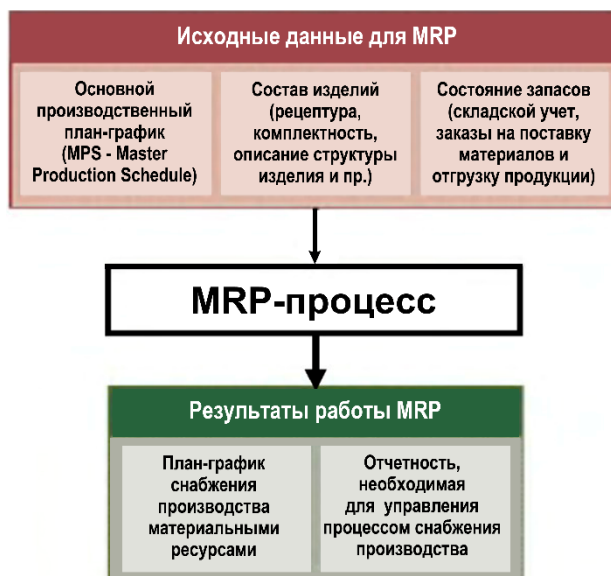 Исходные данные для MRP
Основной
производственный
план-график
(MPS - Master
Production Schedule)
Состав изделий
(рецептура,
комплектность,
описание структуры
изделия и пр.)
Состояние запасов
(складской учет,
заказы на поставку
материалов и
отгрузку продукции)
MRP-процесс
Результаты работы MRP
План-график
снабжения
производства
материальными
ресурсами
Отчетность,
необходимая
для управления
процессом снабжения
производства